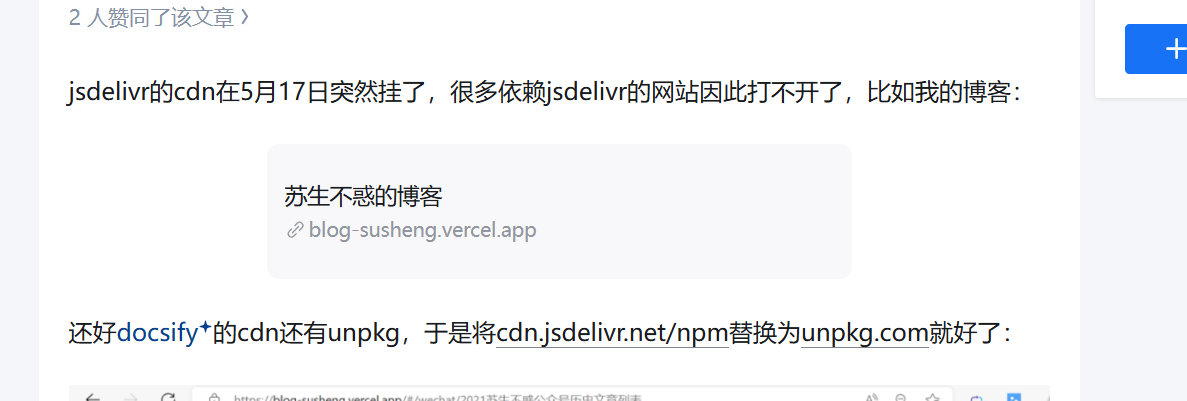 2 人赞同了该文章 〉
jsdelivr的cdn在5月17日突然挂了，很多依赖jsdelivr的网站因此打不开了，比如我的博客：
苏生不惑的博客
blog-susheng.vercel.app
还好docsify的cdn还有unpkg，于是将cdn.jsdelivr.net/npm替换为unpkg.com就好了：
https://blog-susheng.vercel.app/#/wechat/2021苏生不惑公众号历史文章列表